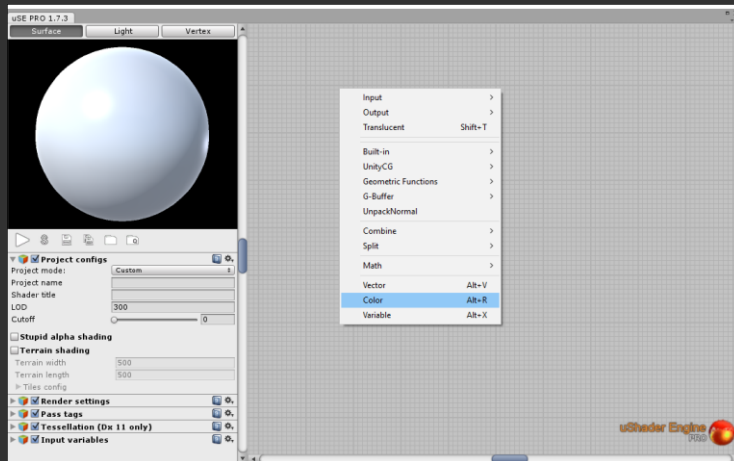 uSE PRO 1.7.3
Surface Light Vertex
Project configs
Project mode: Custom
Project name
Shader title
LOD 300
Cutoff 0
Stupid alpha shading
Terrain shading
Terrain width 500
Terrain length 500
Tiles config
Render settings
Pass tags
Tessellation (Dx 11 only)
Input variables
Input
Output
Translucent Shift+T
Built-in
UnityCG
Geometric Functions
G-Buffer
UnpackNormal
Combine
Split
Math
Vector Alt+V
Color Alt+R
Variable Alt+X
uShader Engine
PRO